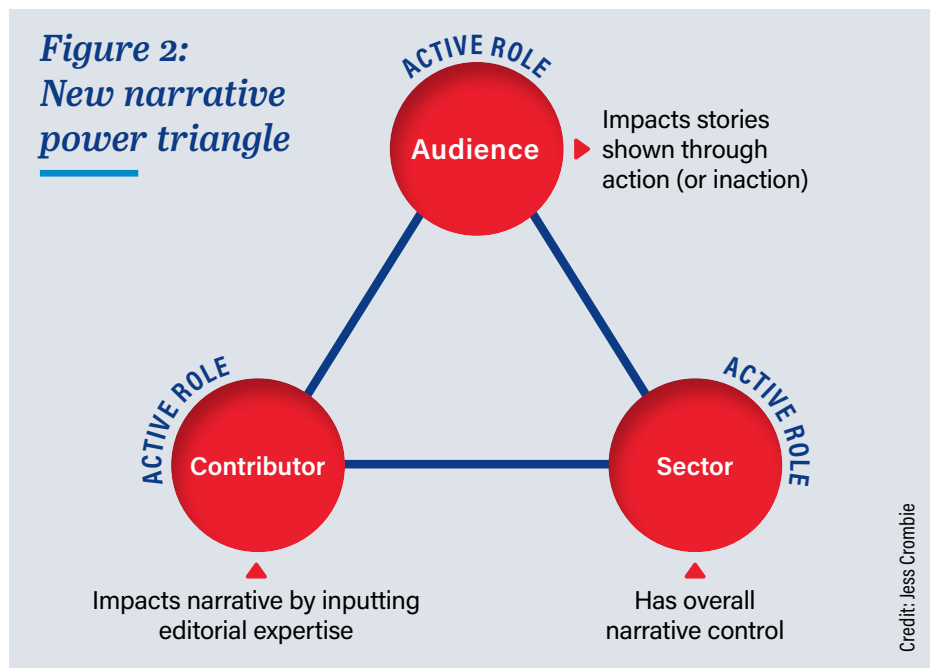 Figure 2:
New narrative
power triangle
ACTIVE ROLE
Audience
Impacts stories
shown through
action (or inaction)
ACTIVE ROLE
Contributor
Impacts narrative by inputting
editorial expertise
ACTIVE ROLE
Sector
Has overall
narrative control
Credit: Jess Crombie